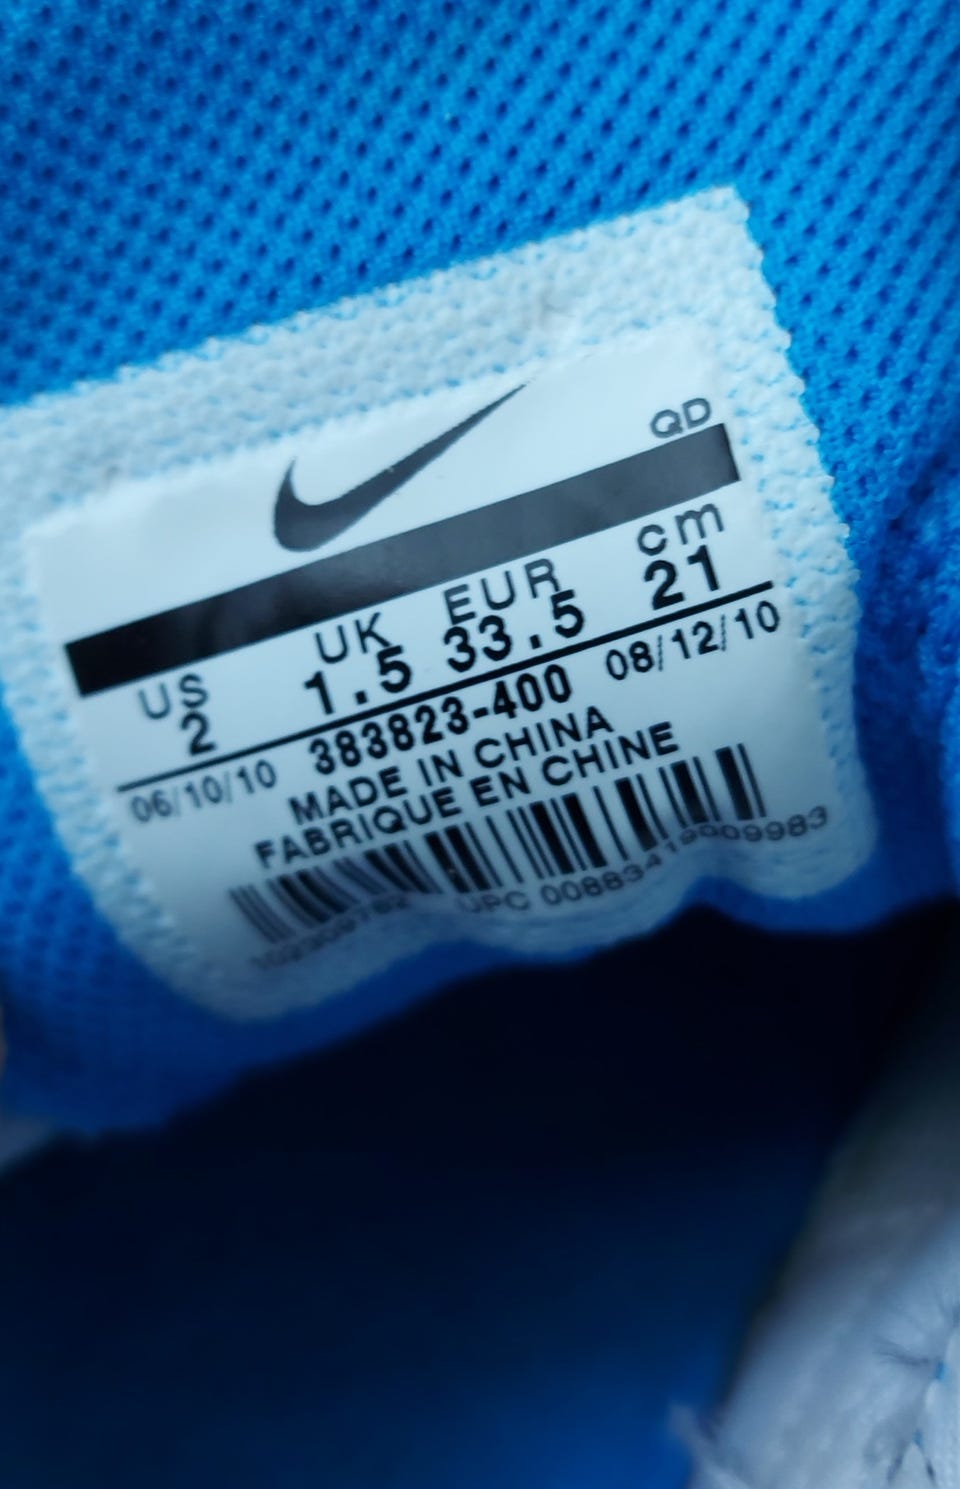 QD
US UK EUR cm
2 1.5 33.5 21
06/10/10 383823-400 08/12/10
MADE IN CHINA
FABRIQUE EN CHINE
UPC